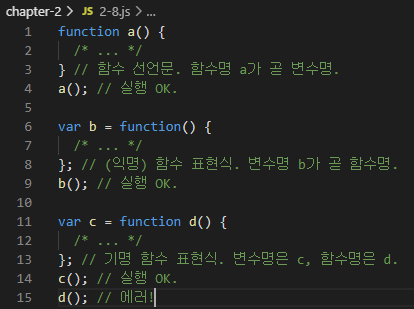 chapter-2 > JS 2-8.js > ...
1 function a() {
2 /* ... */
3 } // 함수 선언문. 함수명 a가 곧 변수명.
4 a(); // 실행 OK.
5
6 var b = function() {
7 /* ... */
8 }; // (익명) 함수 표현식. 변수명 b가 곧 함수명.
9 b(); // 실행 OK.
10
11 var c = function d() {
12 /* ... */
13 }; // 기명 함수 표현식. 변수명은 c, 함수명은 d.
14 c(); // 실행 OK.
15 d(); // 에러!